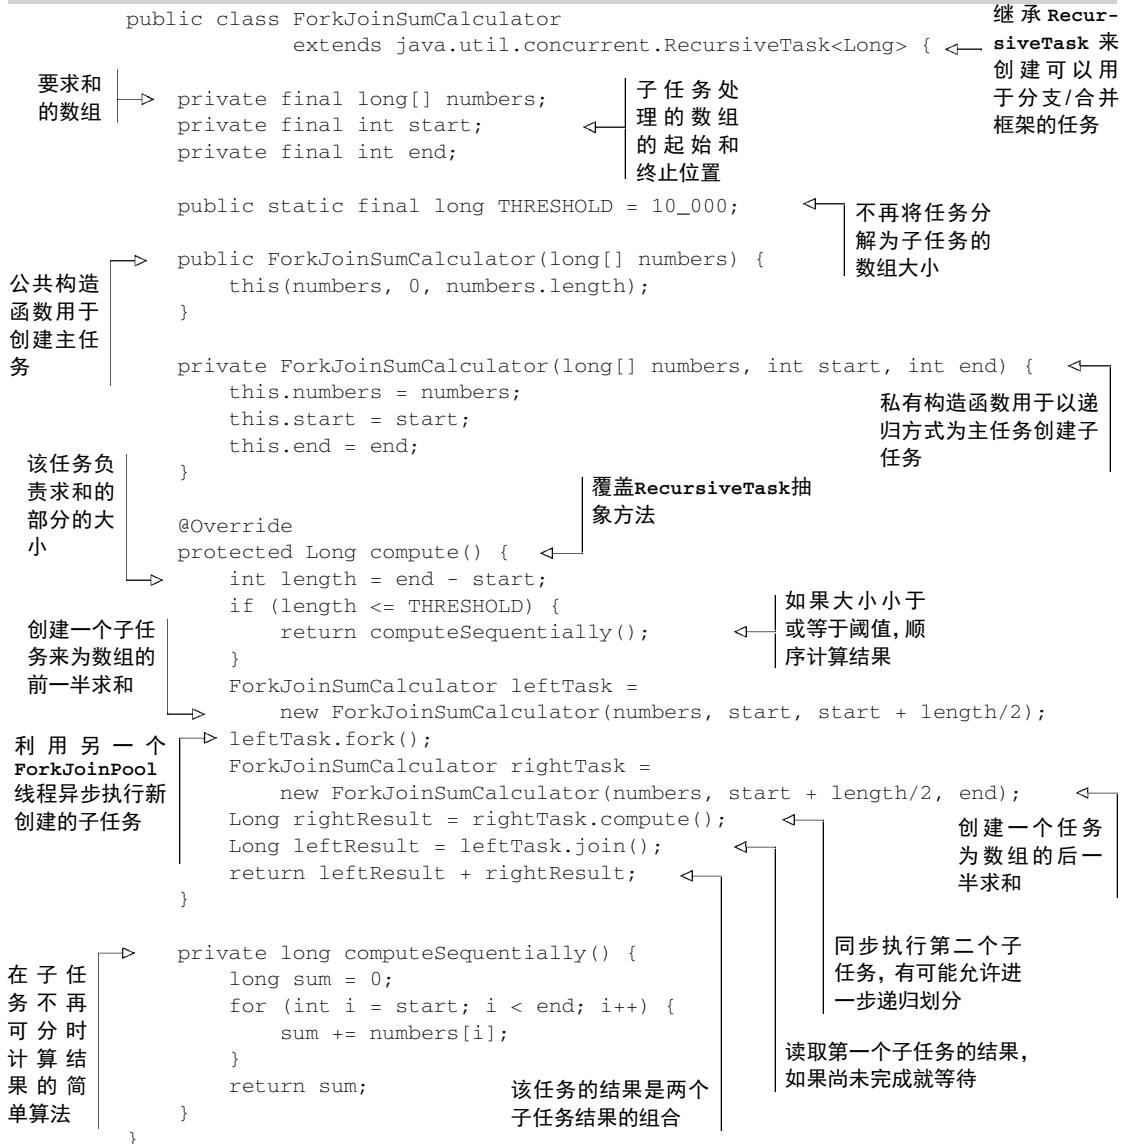 public class ForkJoinSumCalculator
extends java.util.concurrent.RecursiveTask<Long> {
继承Recur-
siveTask 来
创建可以用
于分支/合并
框架的任务
要求和
的数组
private final long[] numbers;
private final int start;
private final int end;
子任务处
理的数组
的起始和
终止位置
public static final long THRESHOLD = 10_000;
不再将任务分
解为子任务的
数组大小
公共构造
函数用于
创建主任
务
public ForkJoinSumCalculator(long[] numbers) {
this(numbers, 0, numbers.length);
}
private ForkJoinSumCalculator(long[] numbers, int start, int end) {
this.numbers = numbers;
this.start = start;
this.end = end;
}
私有构造函数用于以递
归方式为主任务创建子
任务
该任务负
责求和的
部分的大
小
覆盖RecursiveTask抽
象方法
@Override
protected Long compute() {
int length = end - start;
if (length <= THRESHOLD) {
return computeSequentially();
}
如果大小小于
或等于阈值，顺
序计算结果
创建一个子任
务来为数组的
前一半求和
ForkJoinSumCalculator leftTask =
new ForkJoinSumCalculator(numbers, start, start + length/2);
leftTask.fork();
利用另一个
ForkJoinPool
线程异步执行新
创建的子任务
ForkJoinSumCalculator rightTask =
new ForkJoinSumCalculator(numbers, start + length/2, end);
Long rightResult = rightTask.compute();
Long leftResult = leftTask.join();
return leftResult + rightResult;
}
创建一个任务
为数组的后一
半求和
同步执行第二个子
任务，有可能允许进
一步递归划分
读取第一个子任务的结果，
如果尚未完成就等待
该任务的结果是两个
子任务结果的组合
在子任
务不再
可分时
计算结
果的简
单算法
private long computeSequentially() {
long sum = 0;
for (int i = start; i < end; i++) {
sum += numbers[i];
}
return sum;
}
}